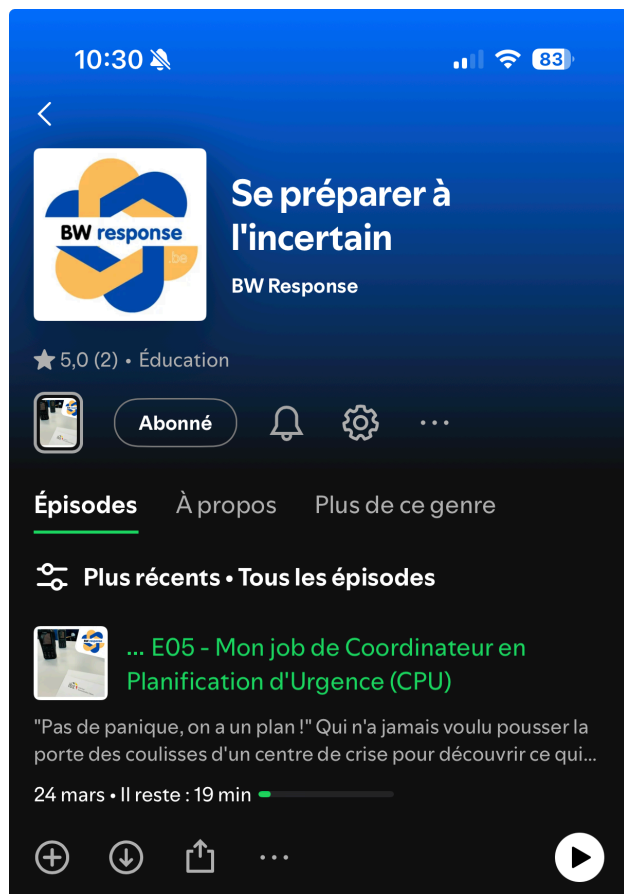 10:30
83
BW response
.be
Se préparer à
l'incertain
BW Response
5,0 (2) • Éducation
Abonné
Épisodes
À propos
Plus de ce genre
Plus récents • Tous les épisodes
... E05 - Mon job de Coordinateur en
Planification d'Urgence (CPU)
"Pas de panique, on a un plan !" Qui n'a jamais voulu pousser la
porte des coulisses d'un centre de crise pour découvrir ce qui...
24 mars • Il reste : 19 min